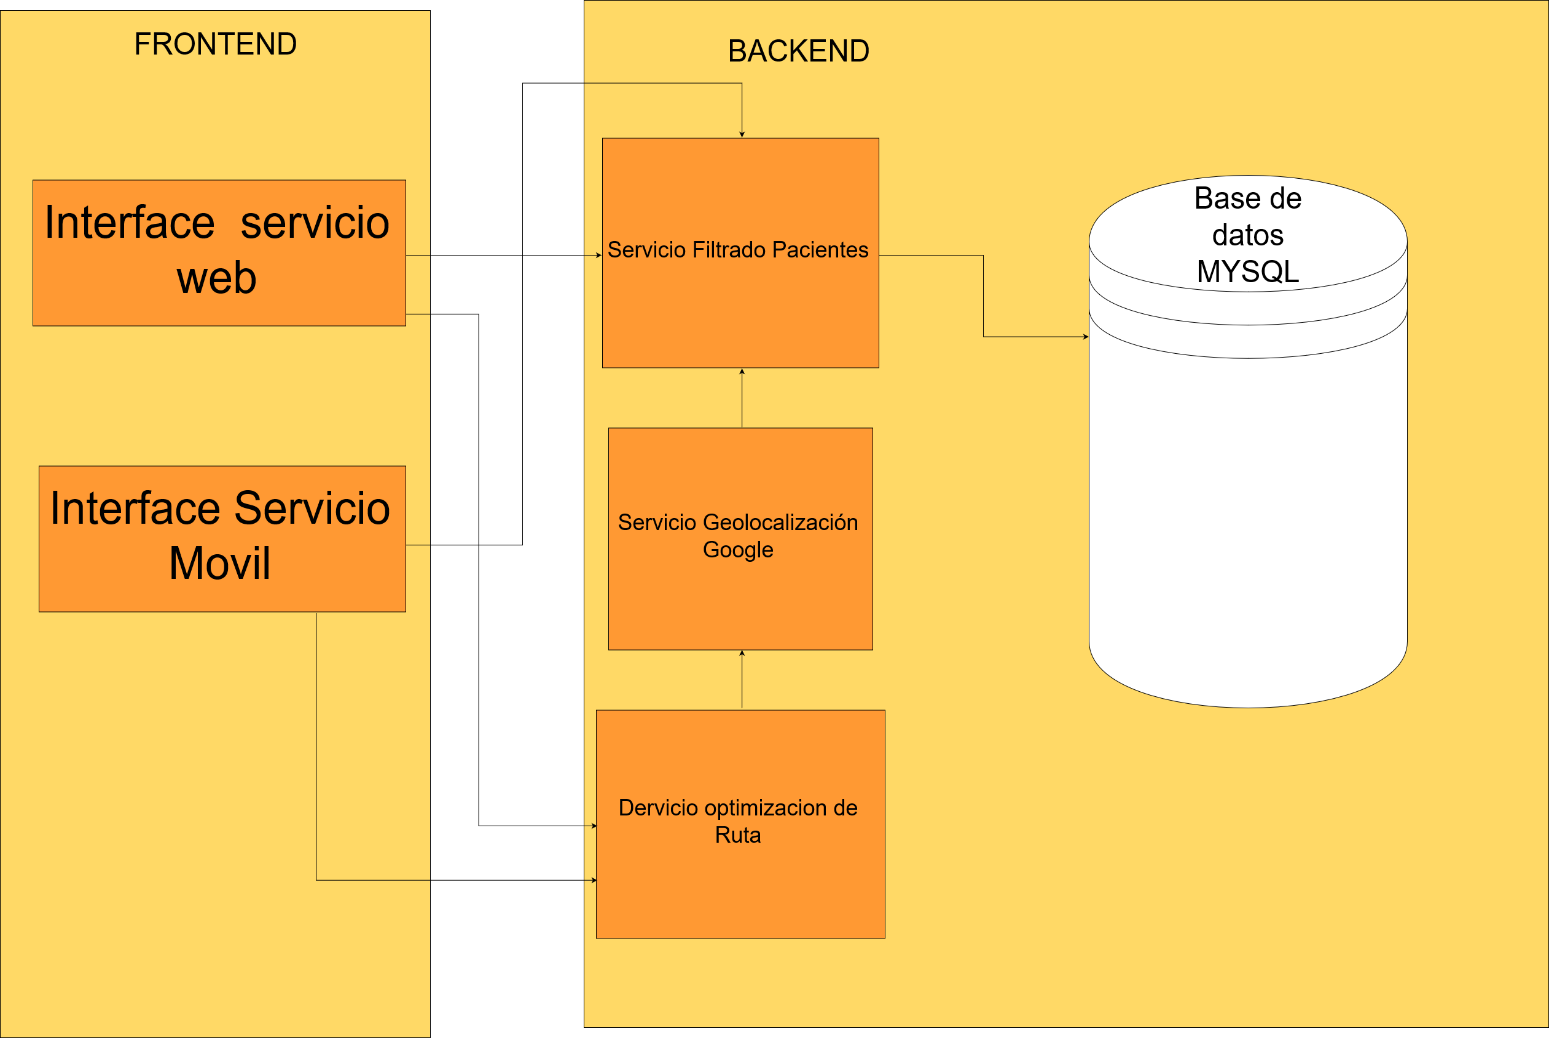 FRONTEND
Interface  servicio
web
Interface Servicio
Movil
BACKEND
Servicio Filtrado Pacientes
Servicio Geolocalización
Google
Dervicio optimizacion de
Ruta
Base de
datos
MYSQL